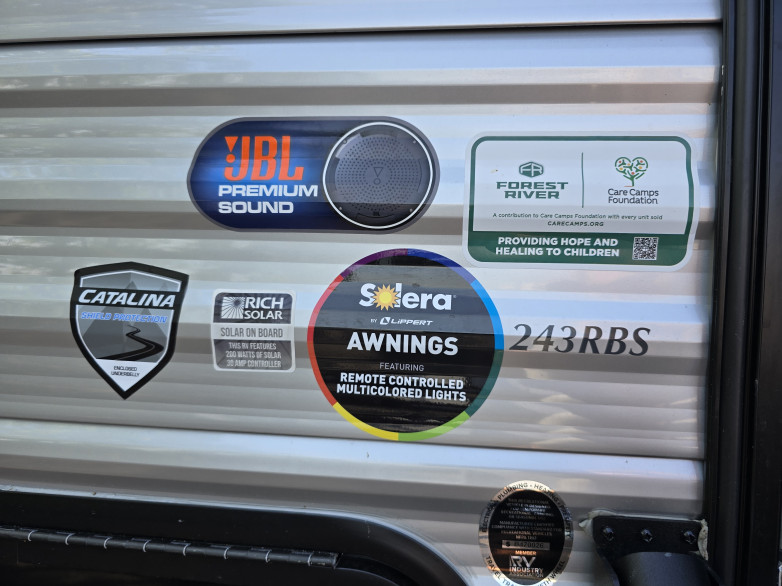 JBL
PREMIUM
SOUND
FOREST
RIVER
Care Camps
Foundation
A contribution to Care Camps Foundation with every unit sold
CARECAMPS.ORG
PROVIDING HOPE AND
HEALING TO CHILDREN
CATALINA
SHIELD PROTECTION
ENCLOSED
UNDERBELLY
RICH
SOLAR
SOLAR ON BOARD
THIS RV FEATURES
200 WATTS OF SOLAR
30 AMP CONTROLLER
Solera®
BY LIPPERT
AWNINGS
FEATURING
REMOTE CONTROLLED
MULTICOLORED LIGHTS
243RBS
PLUMBING - HEA
MEMBER
RV
INDUSTRY
ASSOCIATION